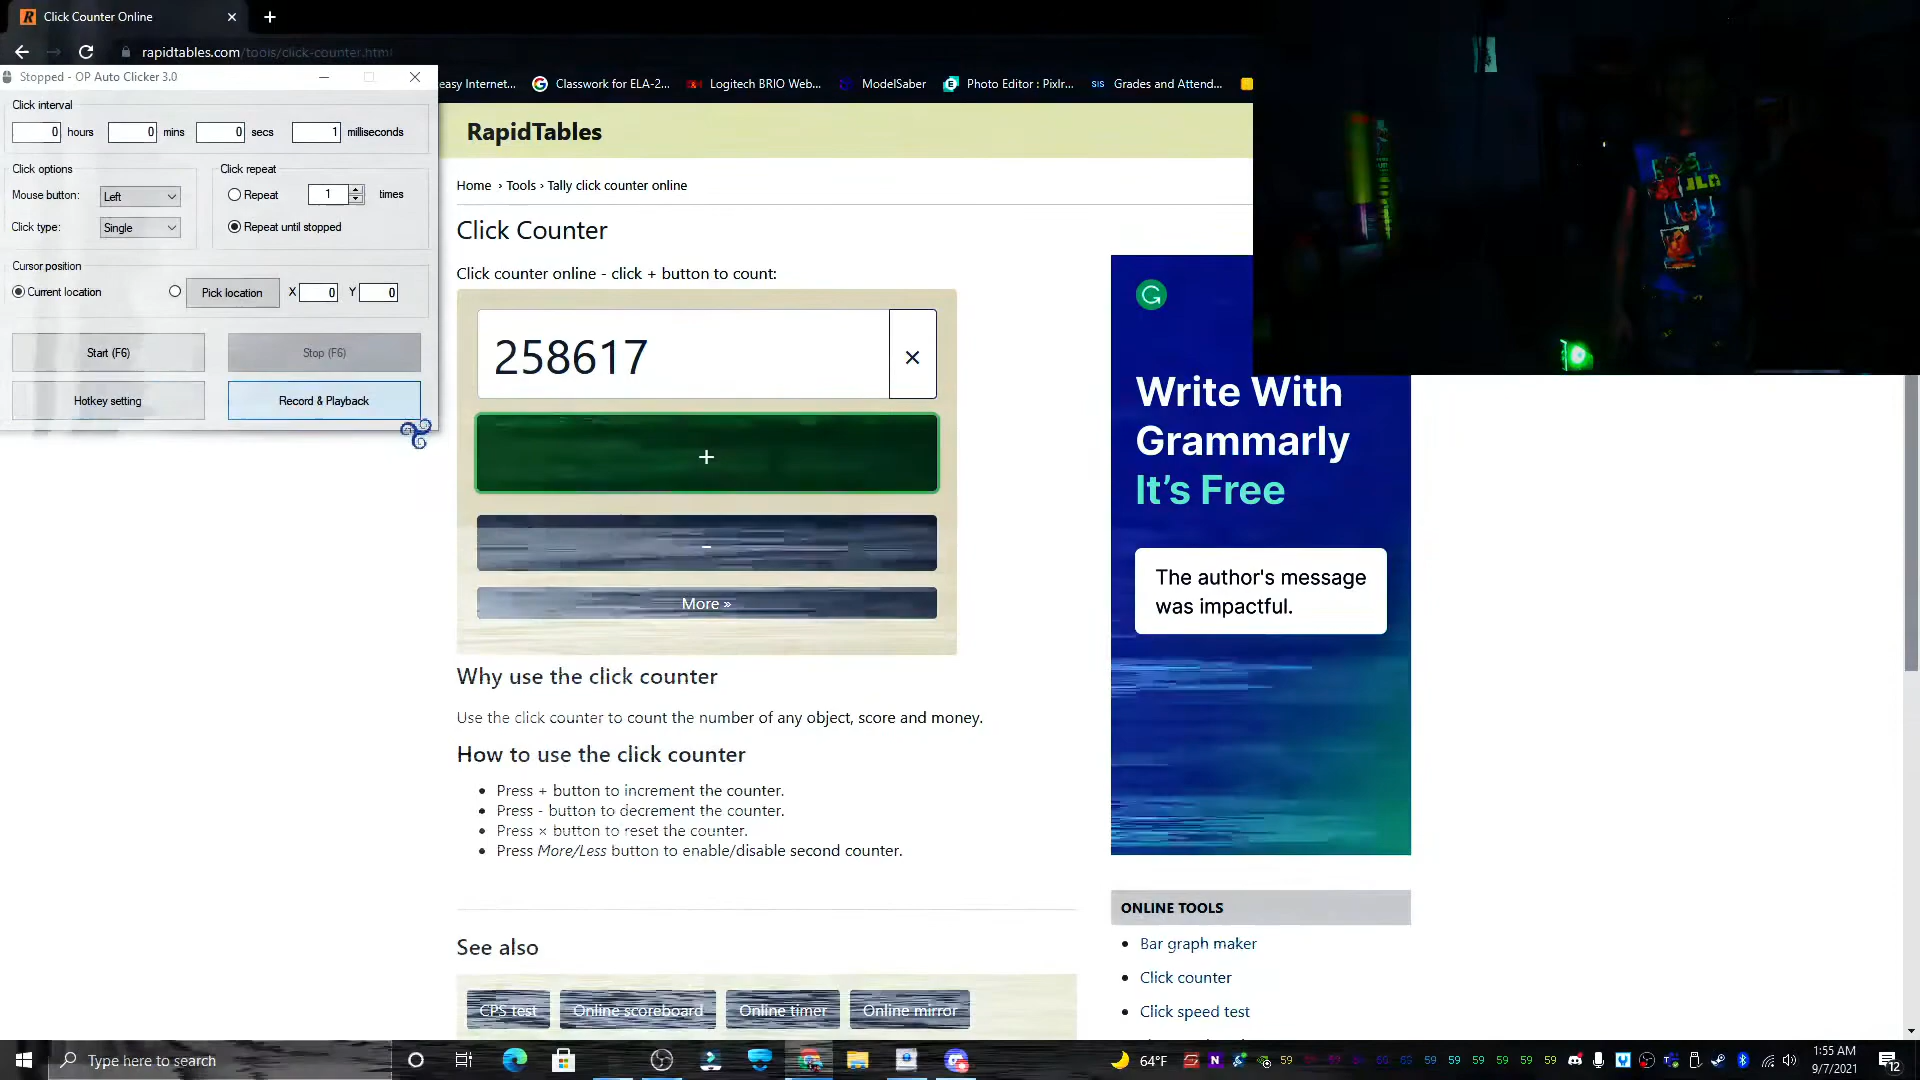 Click Counter Online
rapidtables.com/tools/click-counter.html
Stopped - OP Auto Clicker 3.0
easy Internet...
Classwork for ELA-2...
Logitech BRIO Web...
ModelSaber
Photo Editor : Pixlr...
SIS Grades and Attend...
Click interval
0 hours 0 mins 0 secs 1 milliseconds
Click options
Mouse button: Left
Click type: Single
Click repeat
Repeat 1 times
Repeat until stopped
Cursor position
Current location
Pick location X 0 Y 0
Start (F6)
Stop (F6)
Hotkey setting
Record & Playback
RapidTables
Home › Tools › Tally click counter online
Click Counter
Click counter online - click + button to count:
258617 ×
+
-
More »
Why use the click counter
Use the click counter to count the number of any object, score and money.
How to use the click counter
• Press + button to increment the counter.
• Press - button to decrement the counter.
• Press × button to reset the counter.
• Press More/Less button to enable/disable second counter.
See also
CPS test
Online scoreboard
Online timer
Online mirror
Write With
Grammarly
It's Free
The author's message
was impactful.
ONLINE TOOLS
• Bar graph maker
• Click counter
• Click speed test
Type here to search
64°F
59
59 59 59 59 59 59
1:55 AM
9/7/2021
12